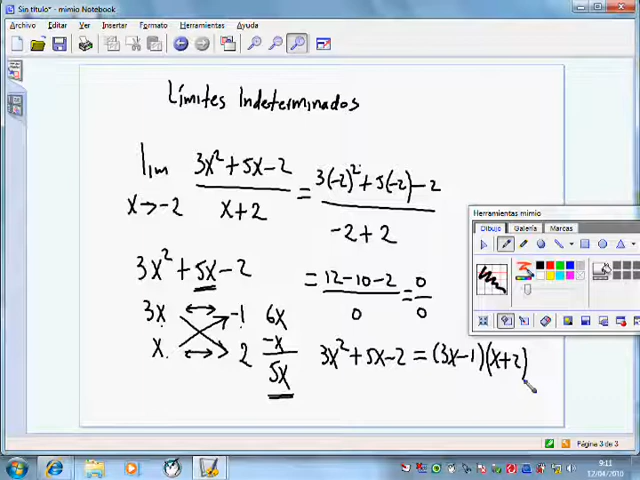 Sin título* - mimio Notebook
Archivo Editar Ver Insertar Formato Herramientas Ayuda
Límites Indeterminados
lim 3x²+5x-2 / x+2 = 3(-2)²+5(-2)-2 / -2+2
x→-2
3x²+5x-2 = 12-10-2 / 0 = 0/0
3x ↔ -1 6x
x ↔ 2 -x
5x
3x²+5x-2 = (3x-1)(x+2)
Herramientas mimio
Dibujo Galería Marcas
Página 3 de 3
9:11
12/04/2010